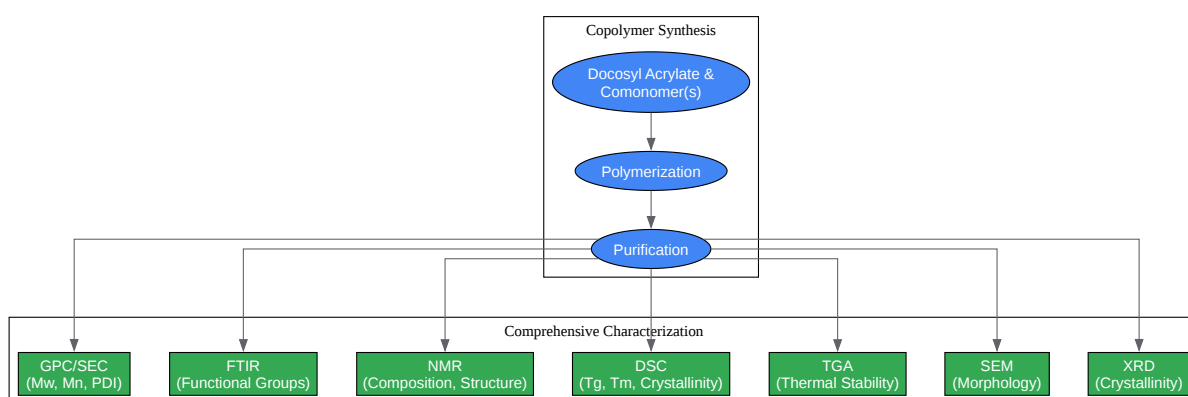 Copolymer Synthesis
Docosyl Acrylate &
Comonomer(s)
Polymerization
Purification
Comprehensive Characterization
GPC/SEC
(Mw, Mn, PDI)
FTIR
(Functional Groups)
NMR
(Composition, Structure)
DSC
(Tg, Tm, Crystallinity)
TGA
(Thermal Stability)
SEM
(Morphology)
XRD
(Crystallinity)